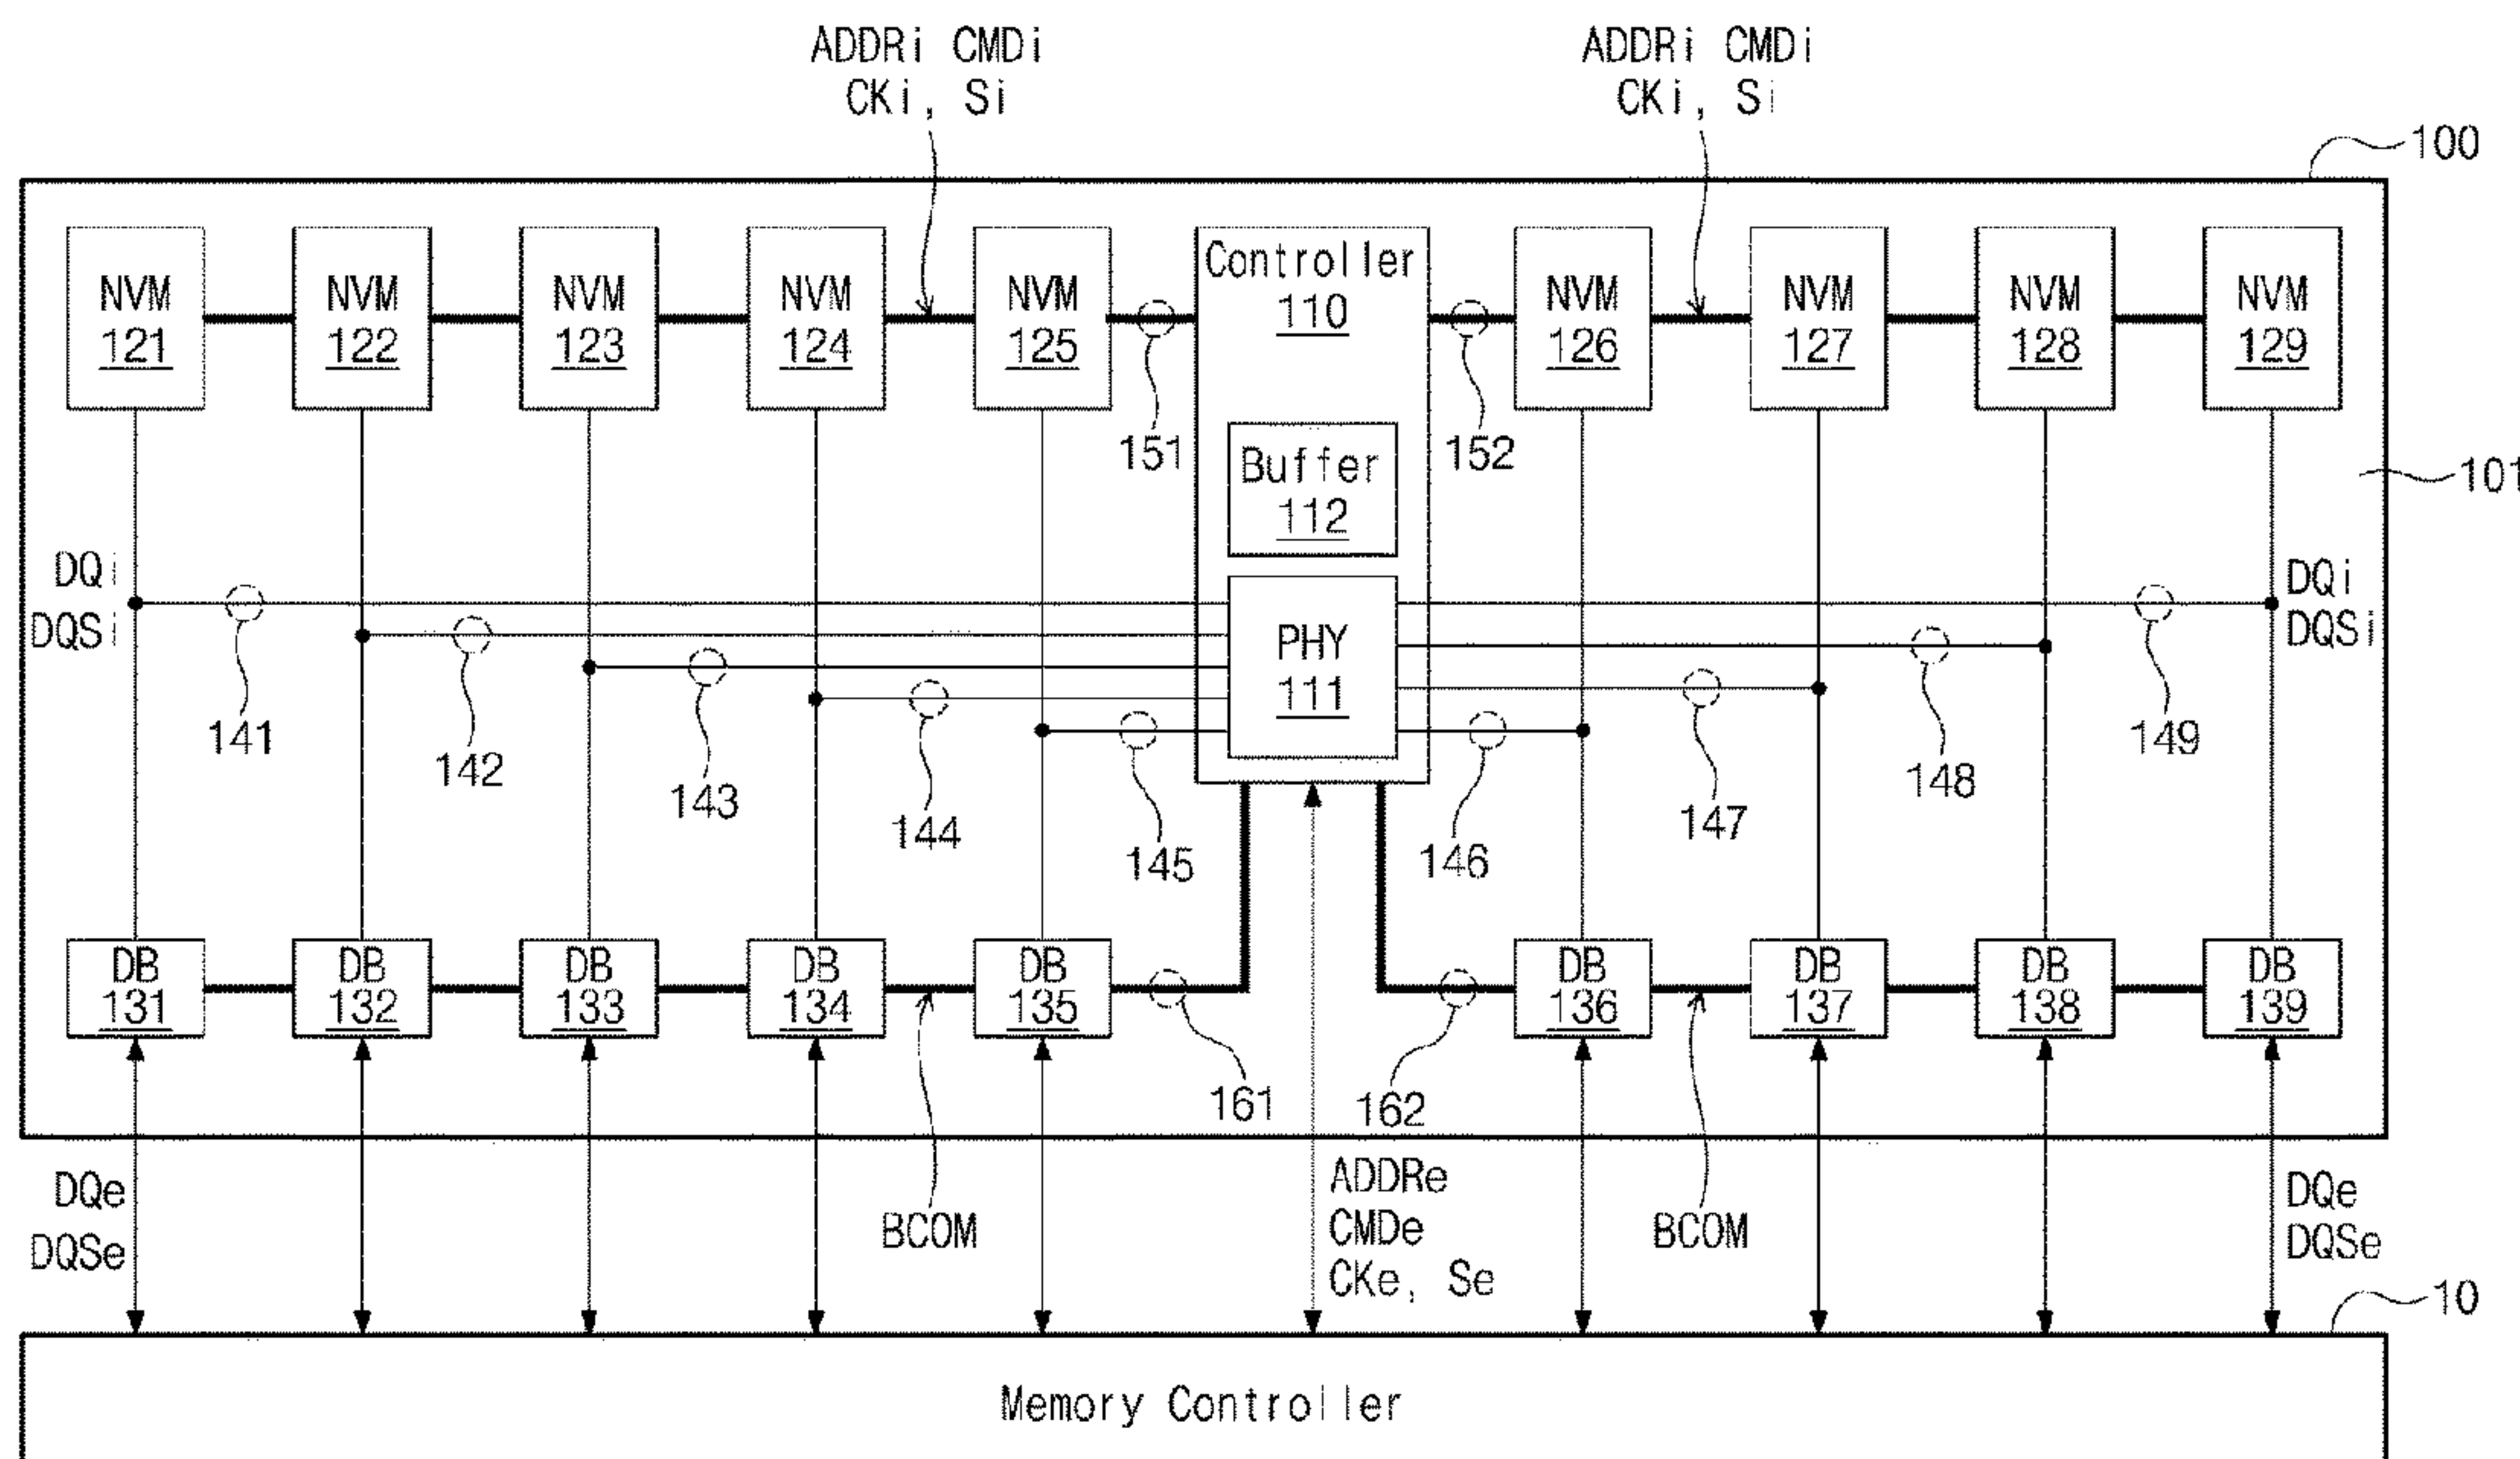 ADDRi CMDi
CKi, Si
ADDRi CMDi
CKi, Si
100
NVM
121
NVM
122
NVM
123
NVM
124
NVM
125
Controller
110
NVM
126
NVM
127
NVM
128
NVM
129
151
152
Buffer
112
101
DQi
DQSi
PHY
111
DQi
DQSi
141
142
143
144
145
146
147
148
149
DB
131
DB
132
DB
133
DB
134
DB
135
DB
136
DB
137
DB
138
DB
139
161
162
DQe
DQSe
BCOM
ADDRe
CMDe
CKe, Se
BCOM
DQe
DQSe
10
Memory Controller